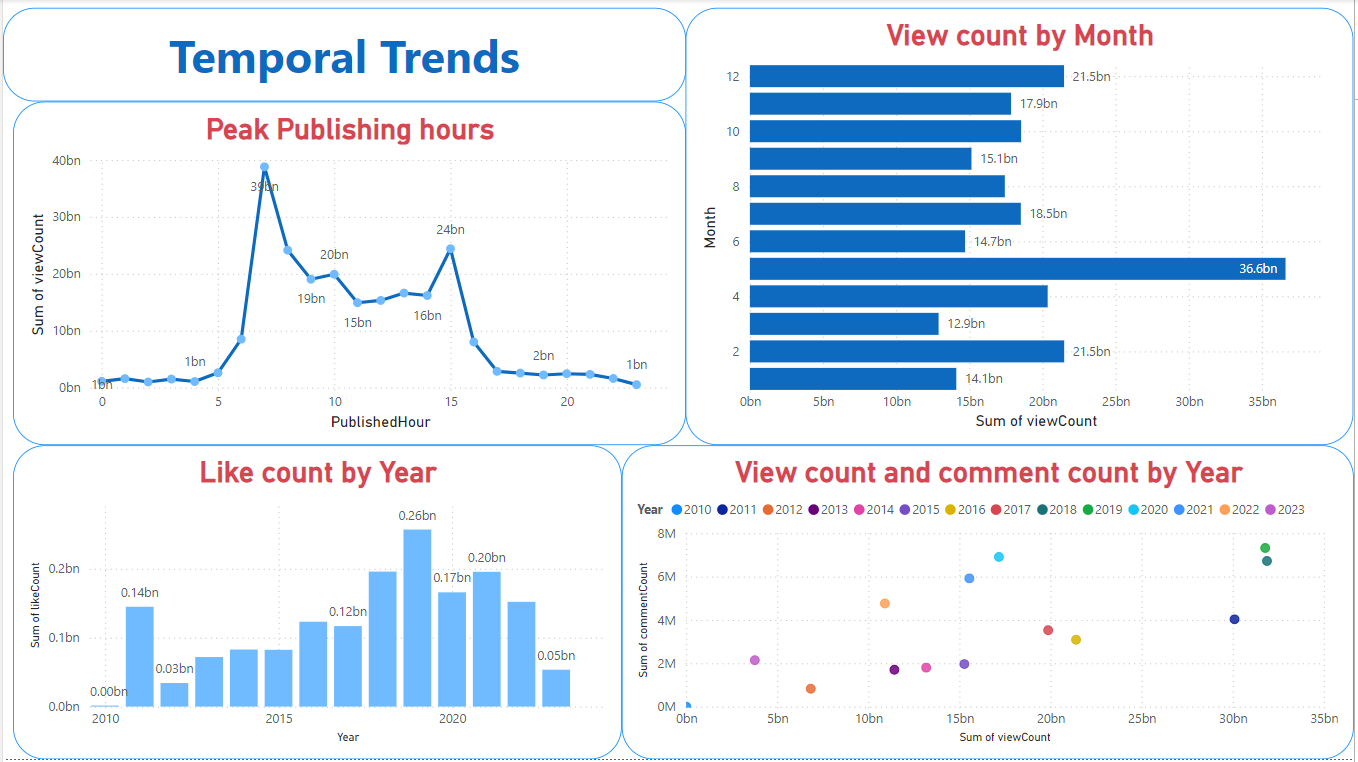 Temporal Trends
Peak Publishing hours
Sum of viewCount
40bn
30bn
20bn
10bn
0bn
1bn
1bn
39bn
19bn
20bn
15bn
16bn
24bn
2bn
1bn
0 5 10 15 20
PublishedHour
View count by Month
Month
12 21.5bn
17.9bn
10
15.1bn
8
18.5bn
6 14.7bn
36.6bn
4
12.9bn
2 21.5bn
14.1bn
0bn 5bn 10bn 15bn 20bn 25bn 30bn 35bn
Sum of viewCount
Like count by Year
Sum of likeCount
0.2bn
0.1bn
0.0bn
0.00bn
0.14bn
0.03bn
0.12bn
0.26bn
0.17bn
0.20bn
0.05bn
2010 2015 2020
Year
View count and comment count by Year
Year 2010 2011 2012 2013 2014 2015 2016 2017 2018 2019 2020 2021 2022 2023
Sum of commentCount
8M
6M
4M
2M
0M
0bn 5bn 10bn 15bn 20bn 25bn 30bn 35bn
Sum of viewCount